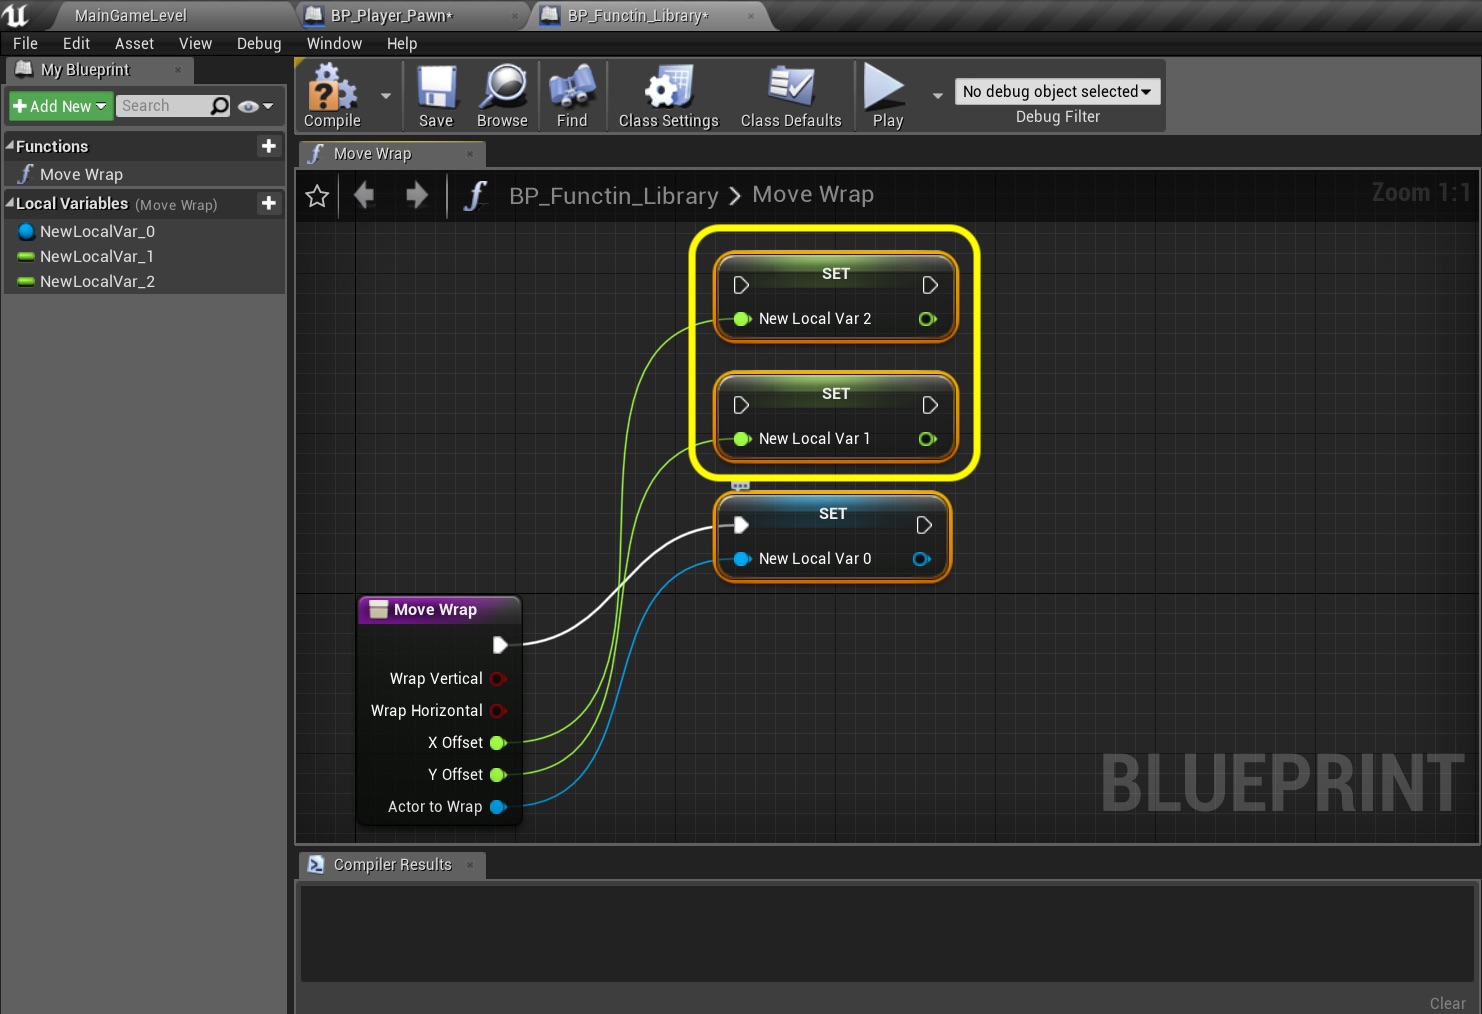 MainGameLevel
BP_Player_Pawn*
BP_Functin_Library*
File Edit Asset View Debug Window Help
My Blueprint
Add New
Search
Functions
Move Wrap
Local Variables (Move Wrap)
NewLocalVar_0
NewLocalVar_1
NewLocalVar_2
Compile
Save
Browse
Find
Class Settings
Class Defaults
Play
No debug object selected
Debug Filter
Move Wrap
BP_Functin_Library > Move Wrap
Zoom 1:1
SET
New Local Var 2
SET
New Local Var 1
SET
New Local Var 0
Move Wrap
Wrap Vertical
Wrap Horizontal
X Offset
Y Offset
Actor to Wrap
BLUEPRINT
Compiler Results
Clear